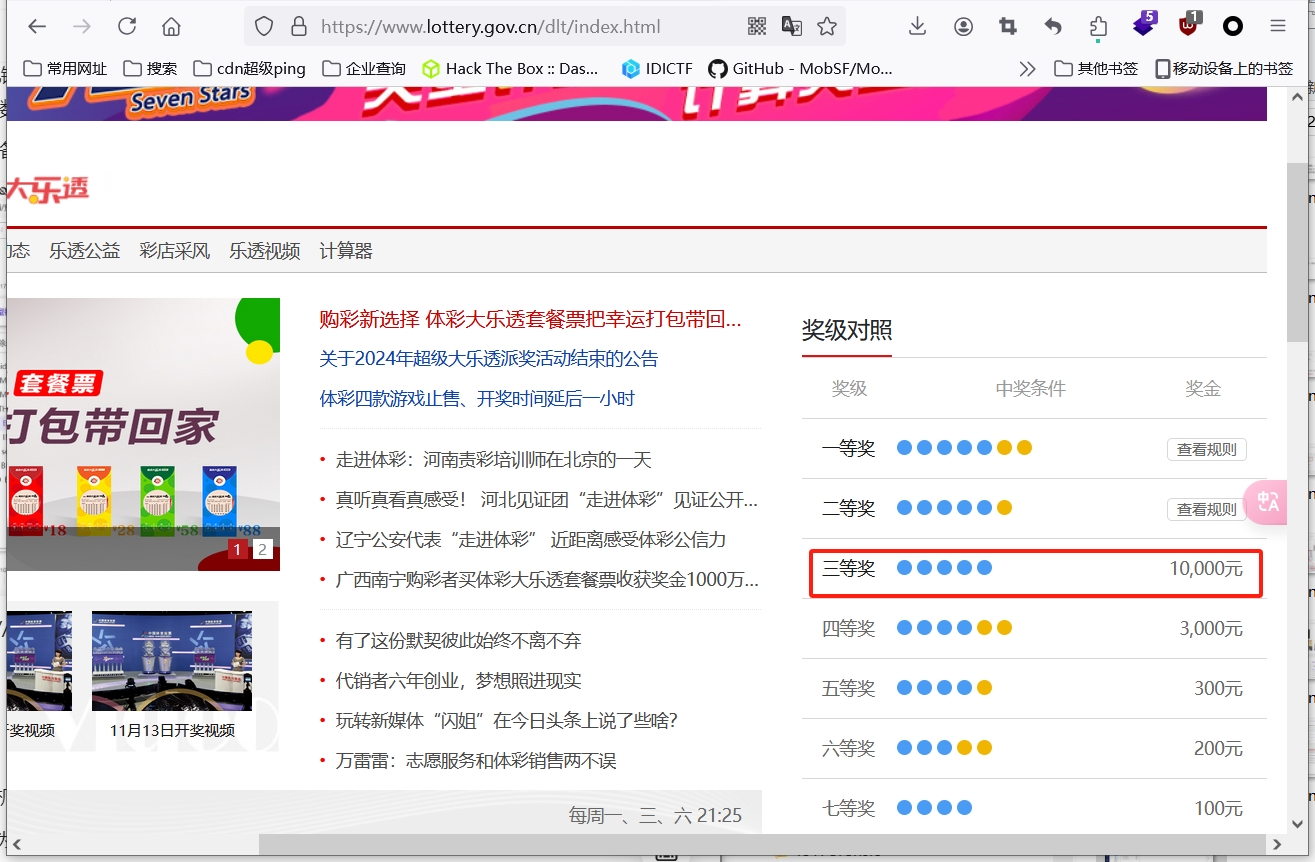 https://www.lottery.gov.cn/dlt/index.html
5
1
常用网址 搜索 cdn超级ping 企业查询 Hack The Box :: Das... IDICTF GitHub - MobSF/Mo... 其他书签 移动设备上的书签
Seven Stars
大乐透
乐透公益 彩店采风 乐透视频 计算器
套餐票
打包带回家
¥18 ¥28 ¥58 ¥88
1 2
开奖视频
11月13日开奖视频
购彩新选择 体彩大乐透套餐票把幸运打包带回...
关于2024年超级大乐透派奖活动结束的公告
体彩四款游戏止售、开奖时间延后一小时
• 走进体彩：河南责彩培训师在北京的一天
• 真听真看真感受！ 河北见证团“走进体彩”见证公开...
• 辽宁公安代表“走进体彩” 近距离感受体彩公信力
• 广西南宁购彩者买体彩大乐透套餐票收获奖金1000万...
• 有了这份默契彼此始终不离不弃
• 代销者六年创业，梦想照进现实
• 玩转新媒体“闪姐”在今日头条上说了些啥？
• 万雷雷：志愿服务和体彩销售两不误
每周一、三、六 21:25
奖级对照
奖级 中奖条件 奖金
一等奖 查看规则
二等奖 查看规则
三等奖 10,000元
四等奖 3,000元
五等奖 300元
六等奖 200元
七等奖 100元